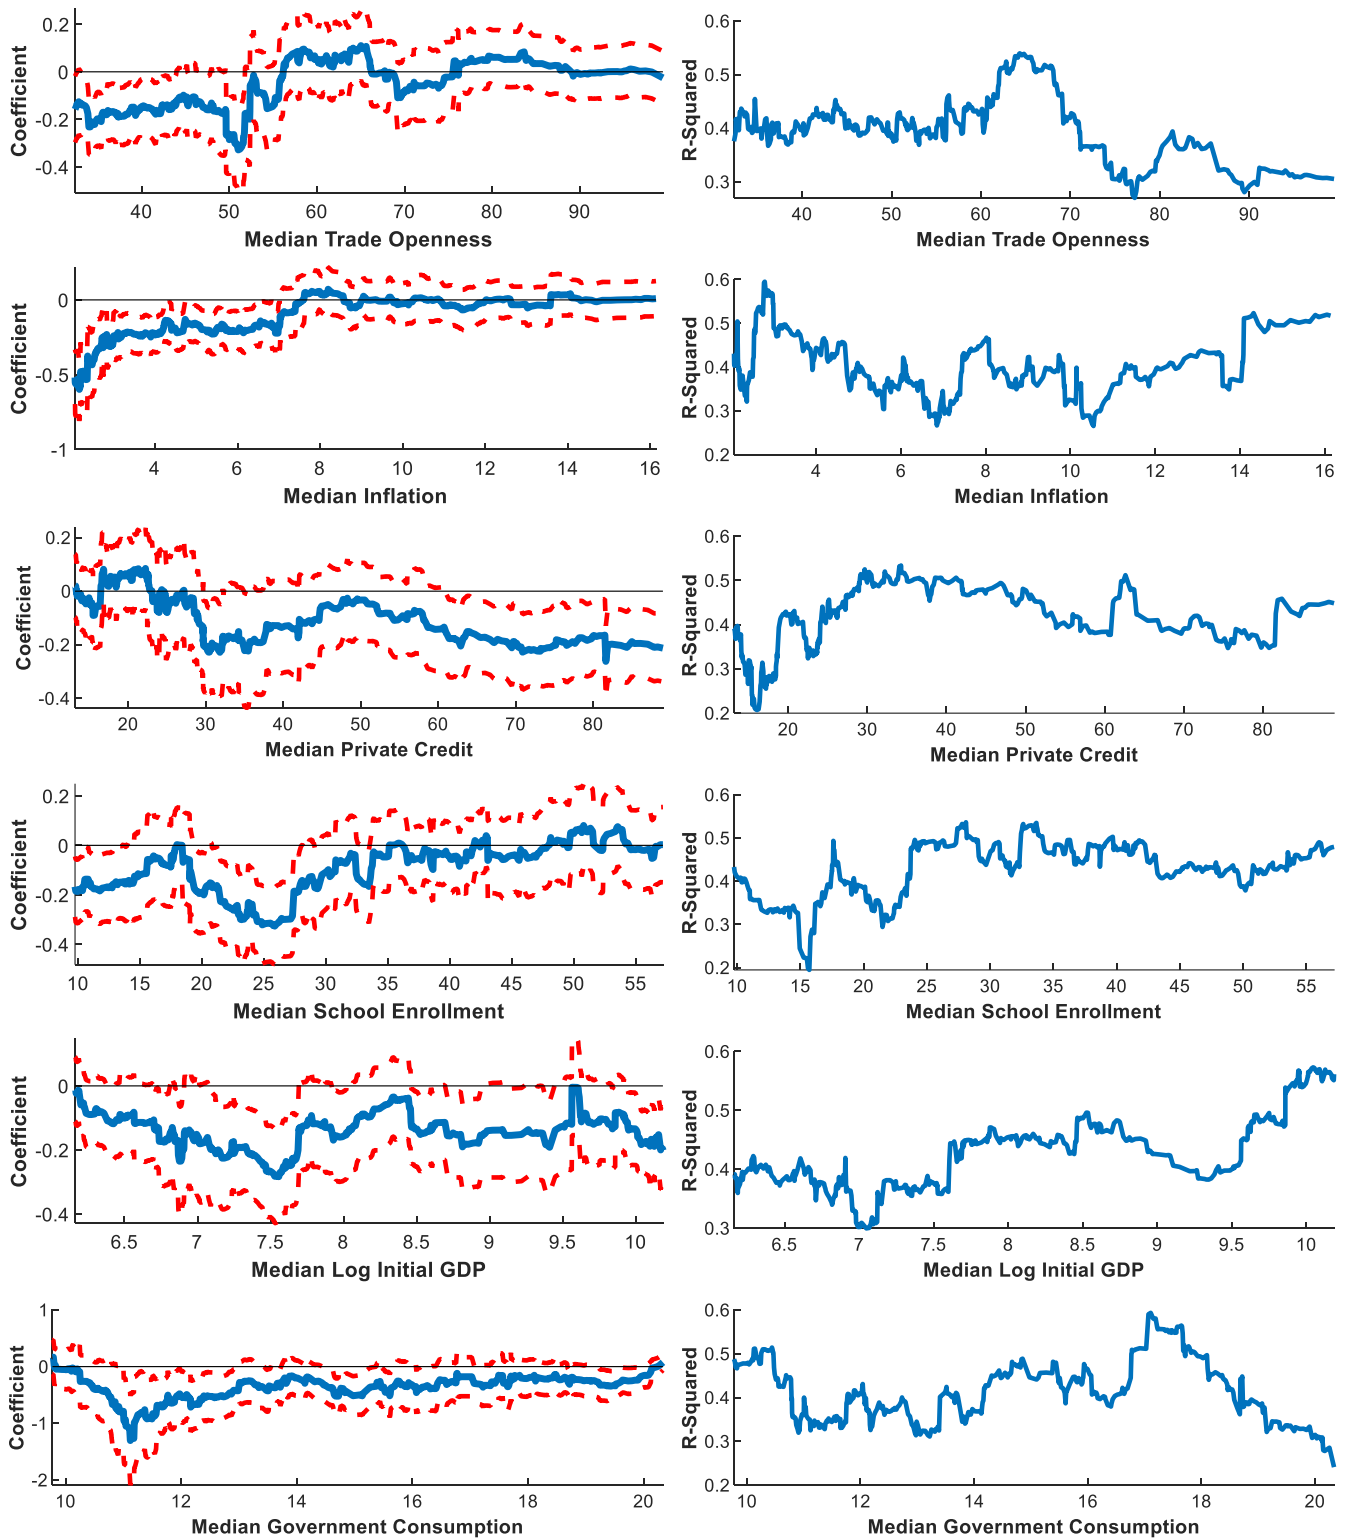 0.2
0
-0.2
-0.4
Coefficient
40 50 60 70 80 90
Median Trade Openness
0.6
0.5
0.4
0.3
R-Squared
40 50 60 70 80 90
Median Trade Openness
0
-0.5
-1
Coefficient
4 6 8 10 12 14 16
Median Inflation
0.6
0.5
0.4
0.3
0.2
R-Squared
4 6 8 10 12 14 16
Median Inflation
0.2
0
-0.2
-0.4
Coefficient
20 30 40 50 60 70 80
Median Private Credit
0.6
0.5
0.4
0.3
0.2
R-Squared
20 30 40 50 60 70 80
Median Private Credit
0.2
0
-0.2
-0.4
Coefficient
10 15 20 25 30 35 40 45 50 55
Median School Enrollment
0.6
0.5
0.4
0.3
0.2
R-Squared
10 15 20 25 30 35 40 45 50 55
Median School Enrollment
0
-0.2
-0.4
Coefficient
6.5 7 7.5 8 8.5 9 9.5 10
Median Log Initial GDP
0.6
0.5
0.4
0.3
R-Squared
6.5 7 7.5 8 8.5 9 9.5 10
Median Log Initial GDP
1
0
-1
-2
Coefficient
10 12 14 16 18 20
Median Government Consumption
0.6
0.5
0.4
0.3
0.2
R-Squared
10 12 14 16 18 20
Median Government Consumption